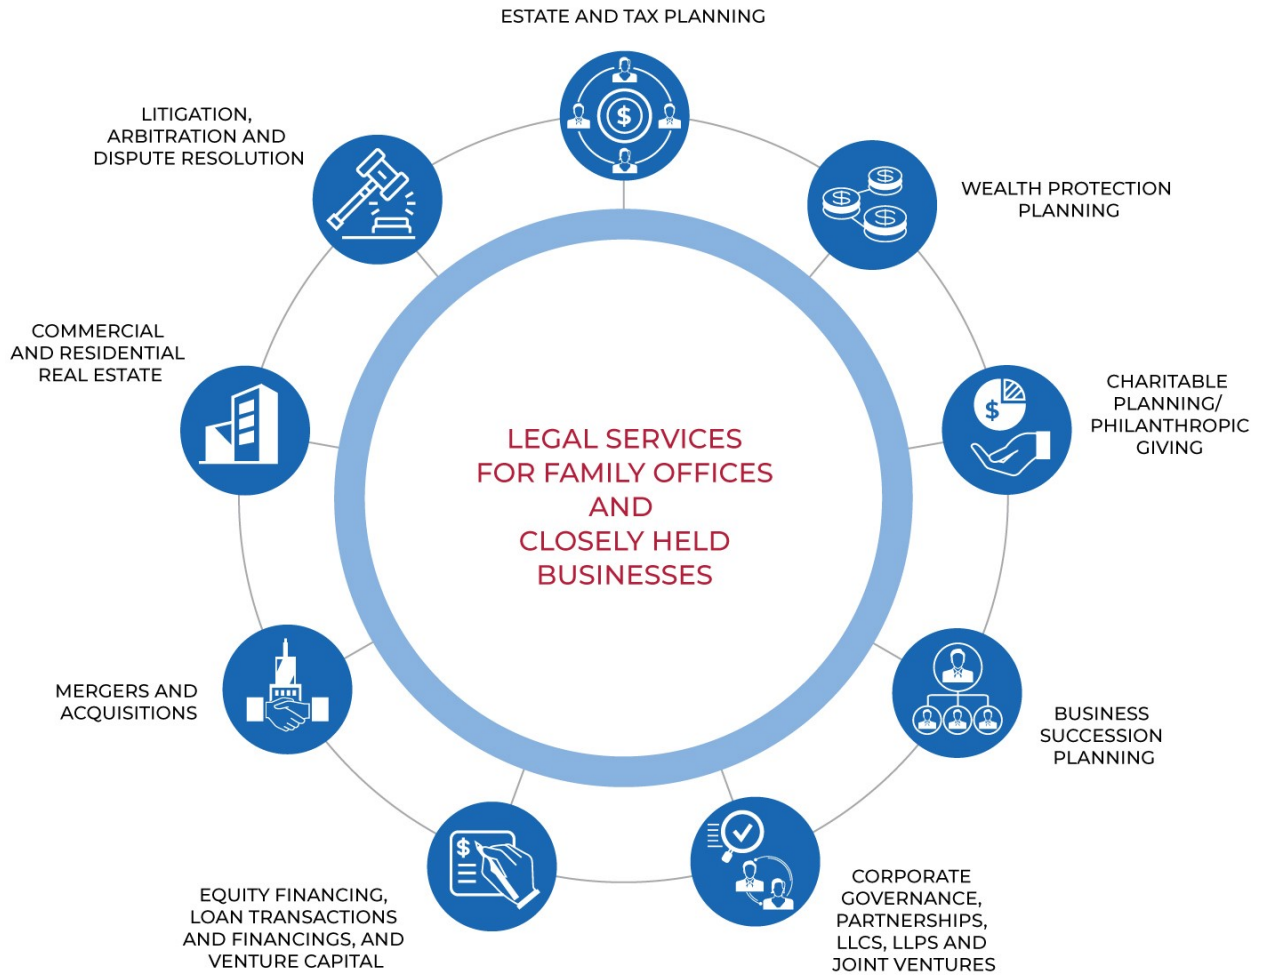 ESTATE AND TAX PLANNING
LITIGATION,
ARBITRATION AND
DISPUTE RESOLUTION
WEALTH PROTECTION
PLANNING
COMMERCIAL
AND RESIDENTIAL
REAL ESTATE
CHARITABLE
PLANNING/
PHILANTHROPIC
GIVING
LEGAL SERVICES
FOR FAMILY OFFICES
AND
CLOSELY HELD
BUSINESSES
MERGERS AND
ACQUISITIONS
BUSINESS
SUCCESSION
PLANNING
EQUITY FINANCING,
LOAN TRANSACTIONS
AND FINANCINGS, AND
VENTURE CAPITAL
CORPORATE
GOVERNANCE,
PARTNERSHIPS,
LLCS, LLPS AND
JOINT VENTURES